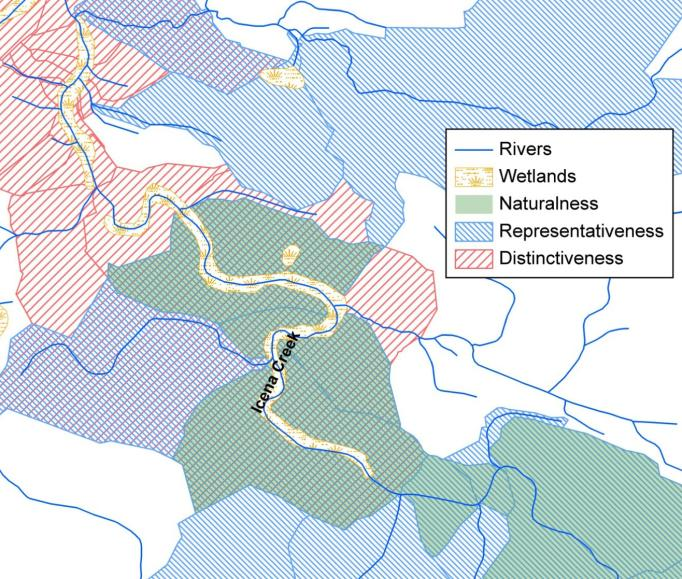 Rivers
Wetlands
Naturalness
Representativeness
Distinctiveness
Icena Creek